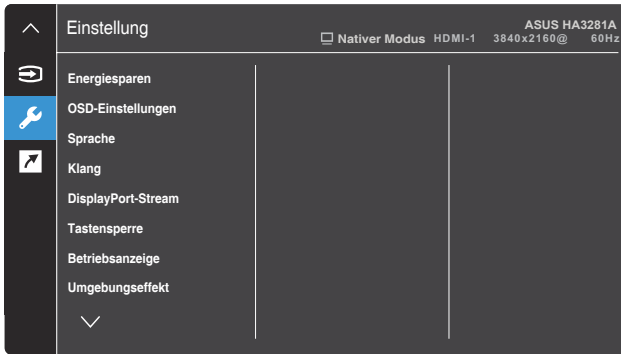 Einstellung
ASUS HA3281A
Nativer Modus HDMI-1 3840x2160@ 60Hz
Energiesparen
OSD-Einstellungen
Sprache
Klang
DisplayPort-Stream
Tastensperre
Betriebsanzeige
Umgebungseffekt